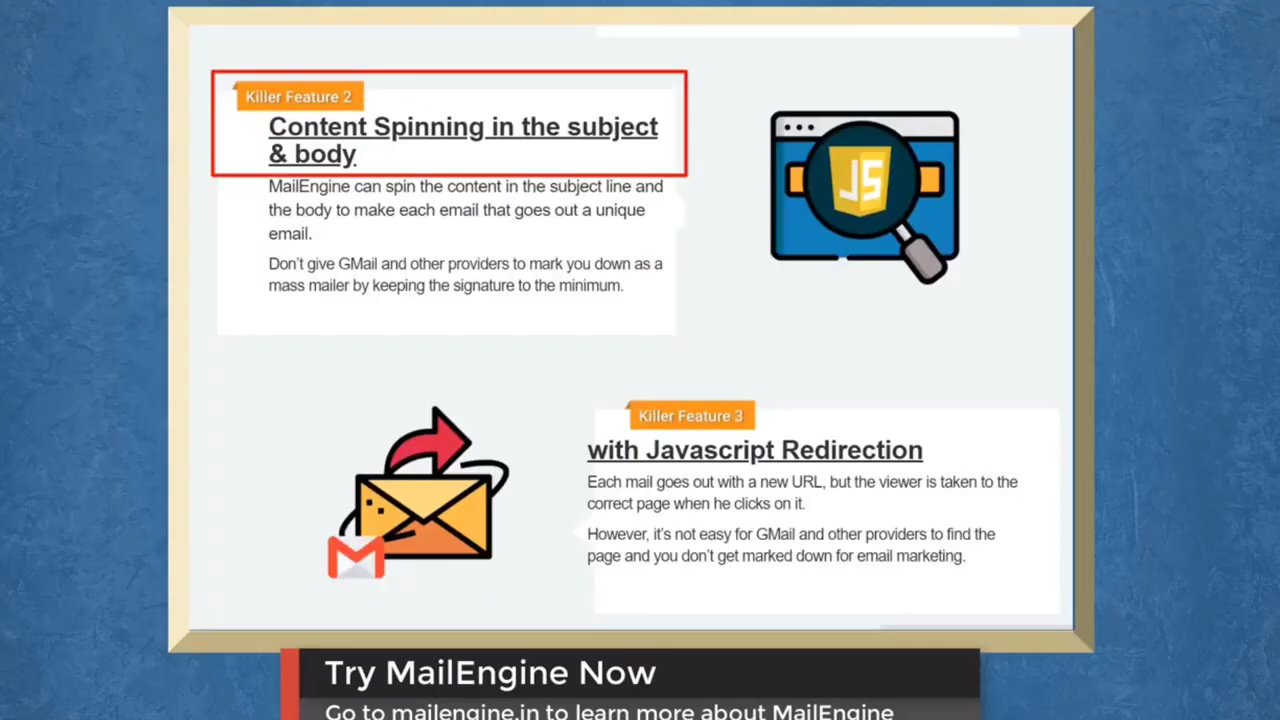 Killer Feature 2
Content Spinning in the subject
& body
MailEngine can spin the content in the subject line and
the body to make each email that goes out a unique
email.
Don't give GMail and other providers to mark you down as a
mass mailer by keeping the signature to the minimum.
JS
Killer Feature 3
with Javascript Redirection
Each mail goes out with a new URL, but the viewer is taken to the
correct page when he clicks on it.
However, it's not easy for GMail and other providers to find the
page and you don't get marked down for email marketing.
Try MailEngine Now
Go to mailengine.in to learn more about MailEngine